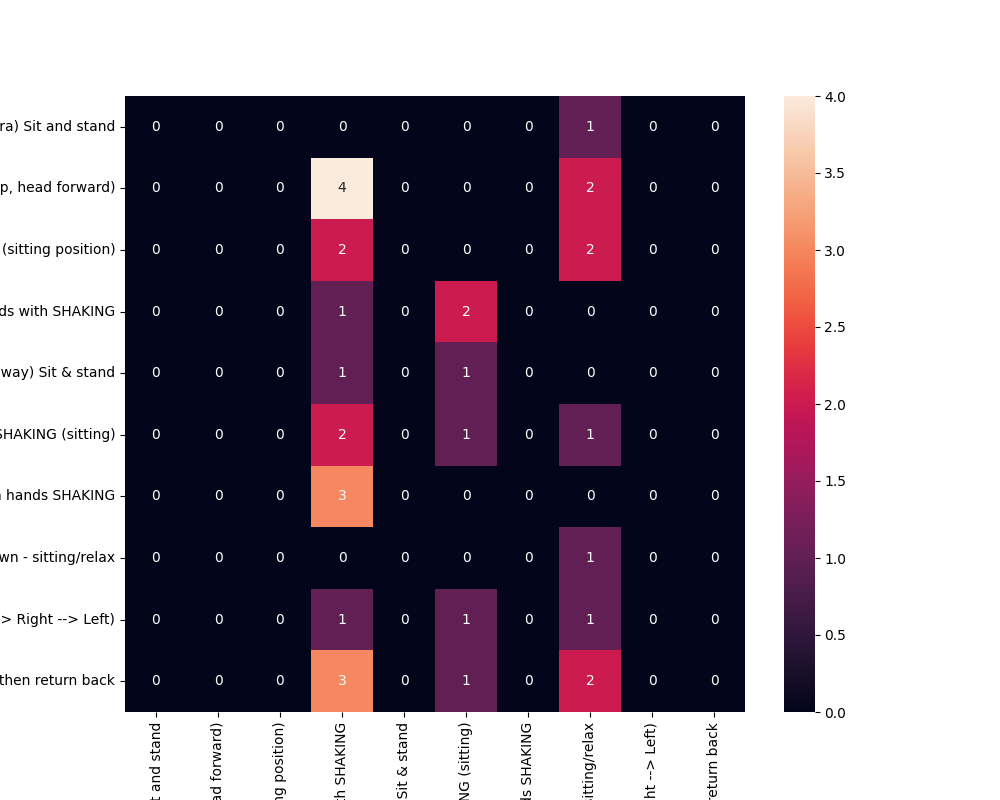 ra) Sit and stand 0 0 0 0 0 0 0 1 0 0
p, head forward) 0 0 0 4 0 0 0 2 0 0
(sitting position) 0 0 0 2 0 0 0 2 0 0
ds with SHAKING 0 0 0 1 0 2 0 0 0 0
way) Sit & stand 0 0 0 1 0 1 0 0 0 0
SHAKING (sitting) 0 0 0 2 0 1 0 1 0 0
hands SHAKING 0 0 0 3 0 0 0 0 0 0
wn - sitting/relax 0 0 0 0 0 0 0 1 0 0
> Right --> Left) 0 0 0 1 0 1 0 1 0 0
then return back 0 0 0 3 0 1 0 2 0 0
t and stand
ad forward)
ng position)
th SHAKING
Sit & stand
NG (sitting)
ds SHAKING
sitting/relax
ht --> Left)
return back
4.0
3.5
3.0
2.5
2.0
1.5
1.0
0.5
0.0